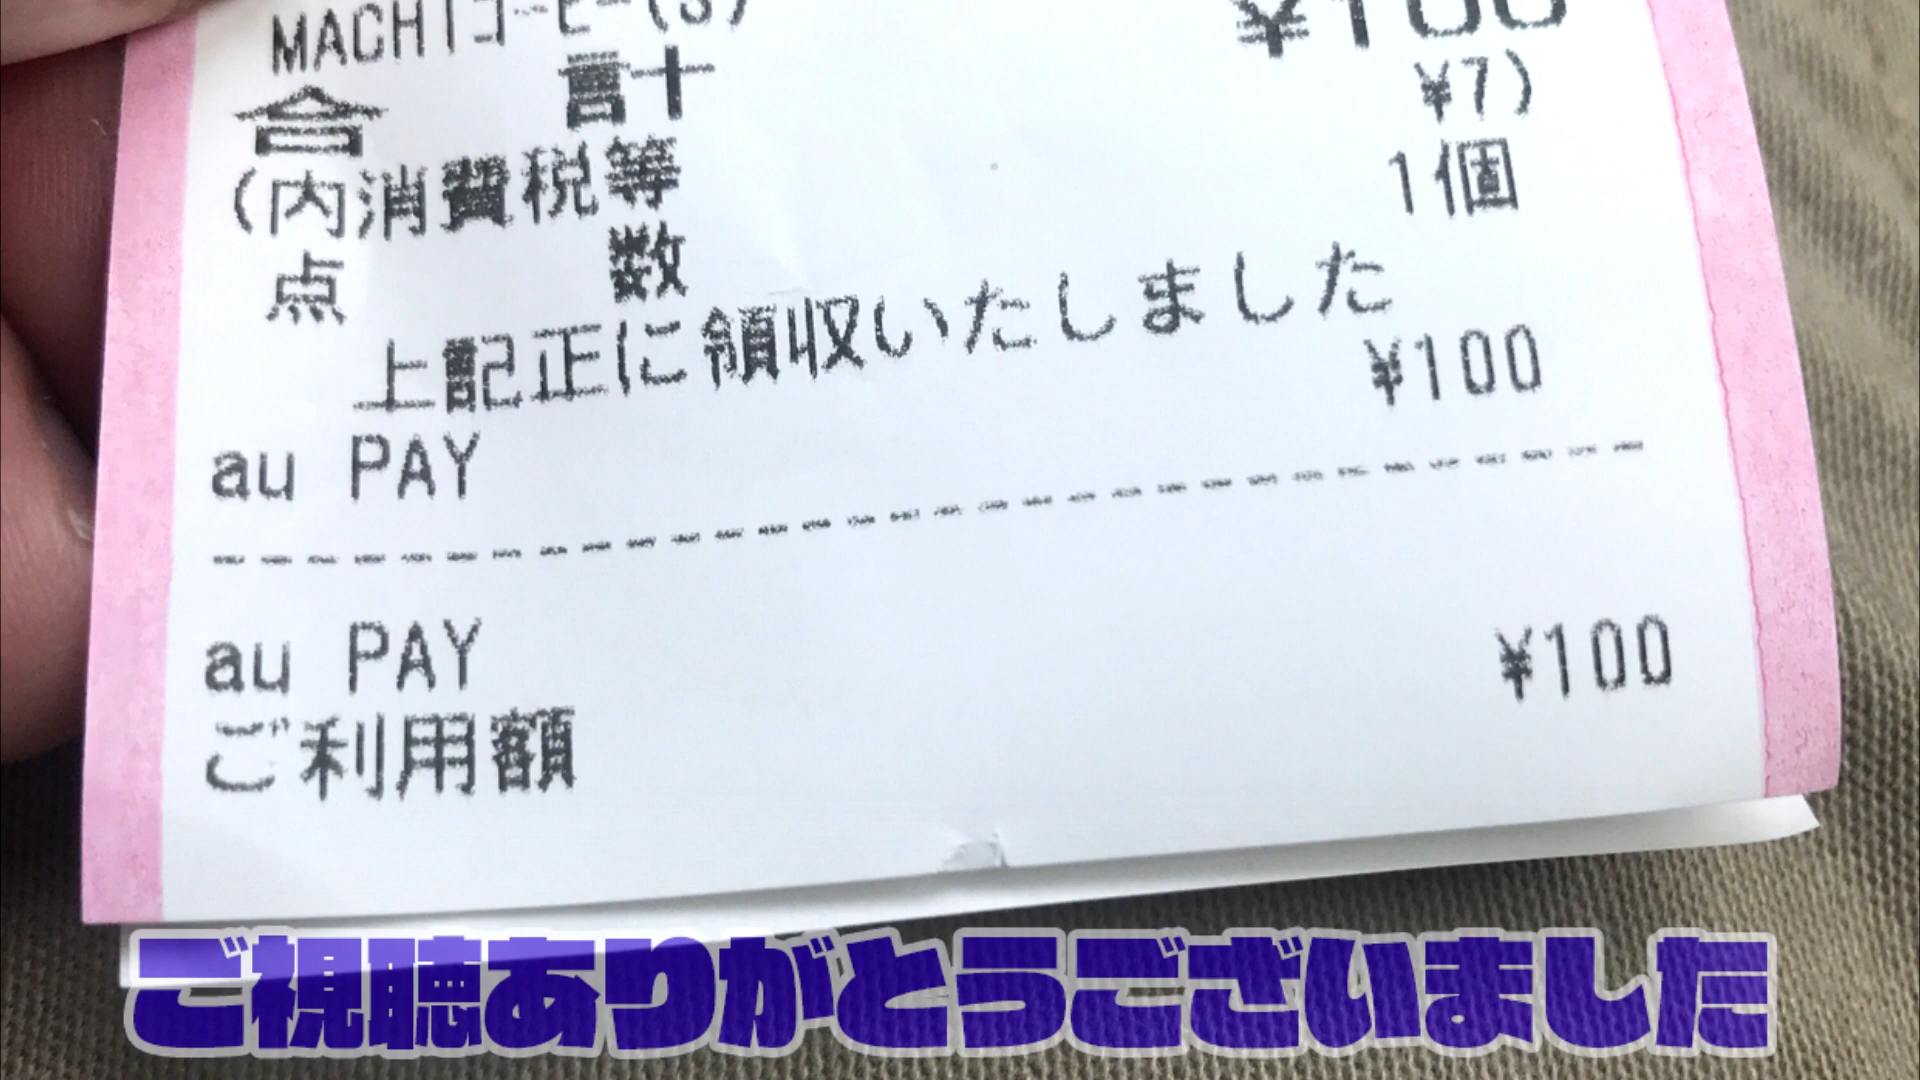 MACHIコーヒー(S)
合 計 ¥100
(内消費税等 ¥7)
点 数 1個
上記正に領収いたしました
au PAY ¥100
au PAY
ご利用額 ¥100
ご視聴ありがとうございました